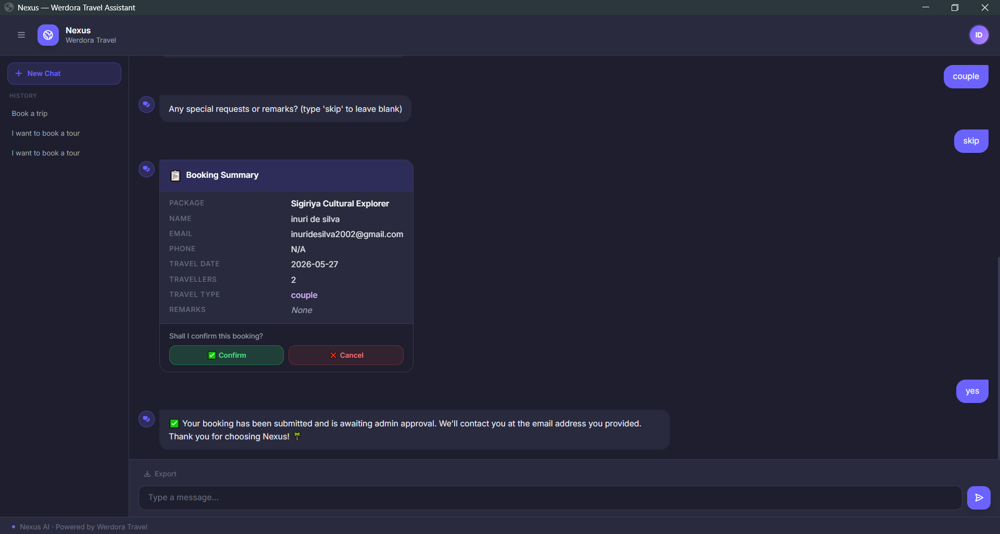 Nexus — Werdora Travel Assistant
Nexus
Werdora Travel
ID
New Chat
HISTORY
Book a trip
I want to book a tour
I want to book a tour
couple
Any special requests or remarks? (type 'skip' to leave blank)
skip
📋 Booking Summary
PACKAGE Sigiriya Cultural Explorer
NAME inuri de silva
EMAIL inuridesilva2002@gmail.com
PHONE N/A
TRAVEL DATE 2026-05-27
TRAVELLERS 2
TRAVEL TYPE couple
REMARKS None
Shall I confirm this booking?
✅ Confirm ❌ Cancel
yes
✅ Your booking has been submitted and is awaiting admin approval. We'll contact you at the email address you provided.
Thank you for choosing Nexus! 🌴
Export
Type a message...
Nexus AI · Powered by Werdora Travel